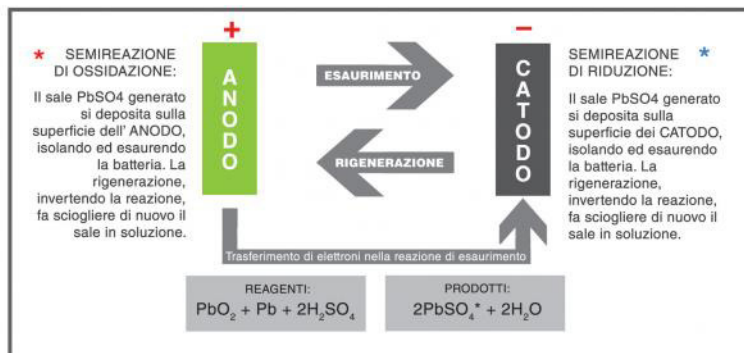 +
* SEMIREAZIONE
DI OSSIDAZIONE:
Il sale PbSO4 generato
si deposita sulla
superficie dell' ANODO,
isolando ed esaurendo
la batteria. La
rigenerazione,
invertendo la reazione,
fa sciogliere di nuovo il
sale in soluzione.
ANODO
ESAURIMENTO
RIGENERAZIONE
−
CATODO
SEMIREAZIONE *
DI RIDUZIONE:
Il sale PbSO4 generato
si deposita sulla
superficie dei CATODO,
isolando ed esaurendo
la batteria. La
rigenerazione,
invertendo la reazione,
fa sciogliere di nuovo il
sale in soluzione.
Trasferimento di elettroni nella reazione di esaurimento
REAGENTI:
PbO₂ + Pb + 2H₂SO₄
PRODOTTI:
2PbSO₄* + 2H₂O